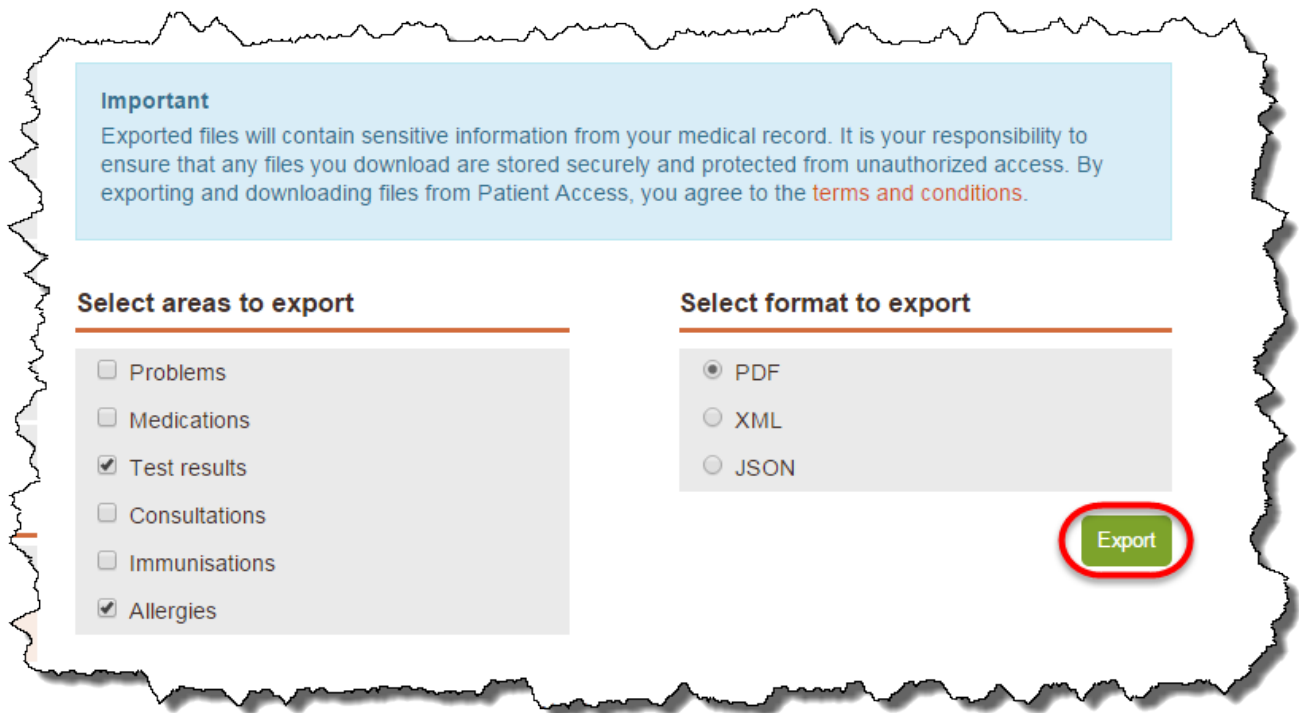 Important
Exported files will contain sensitive information from your medical record. It is your responsibility to
ensure that any files you download are stored securely and protected from unauthorized access. By
exporting and downloading files from Patient Access, you agree to the terms and conditions.
Select areas to export
Problems
Medications
Test results
Consultations
Immunisations
Allergies
Select format to export
PDF
XML
JSON
Export